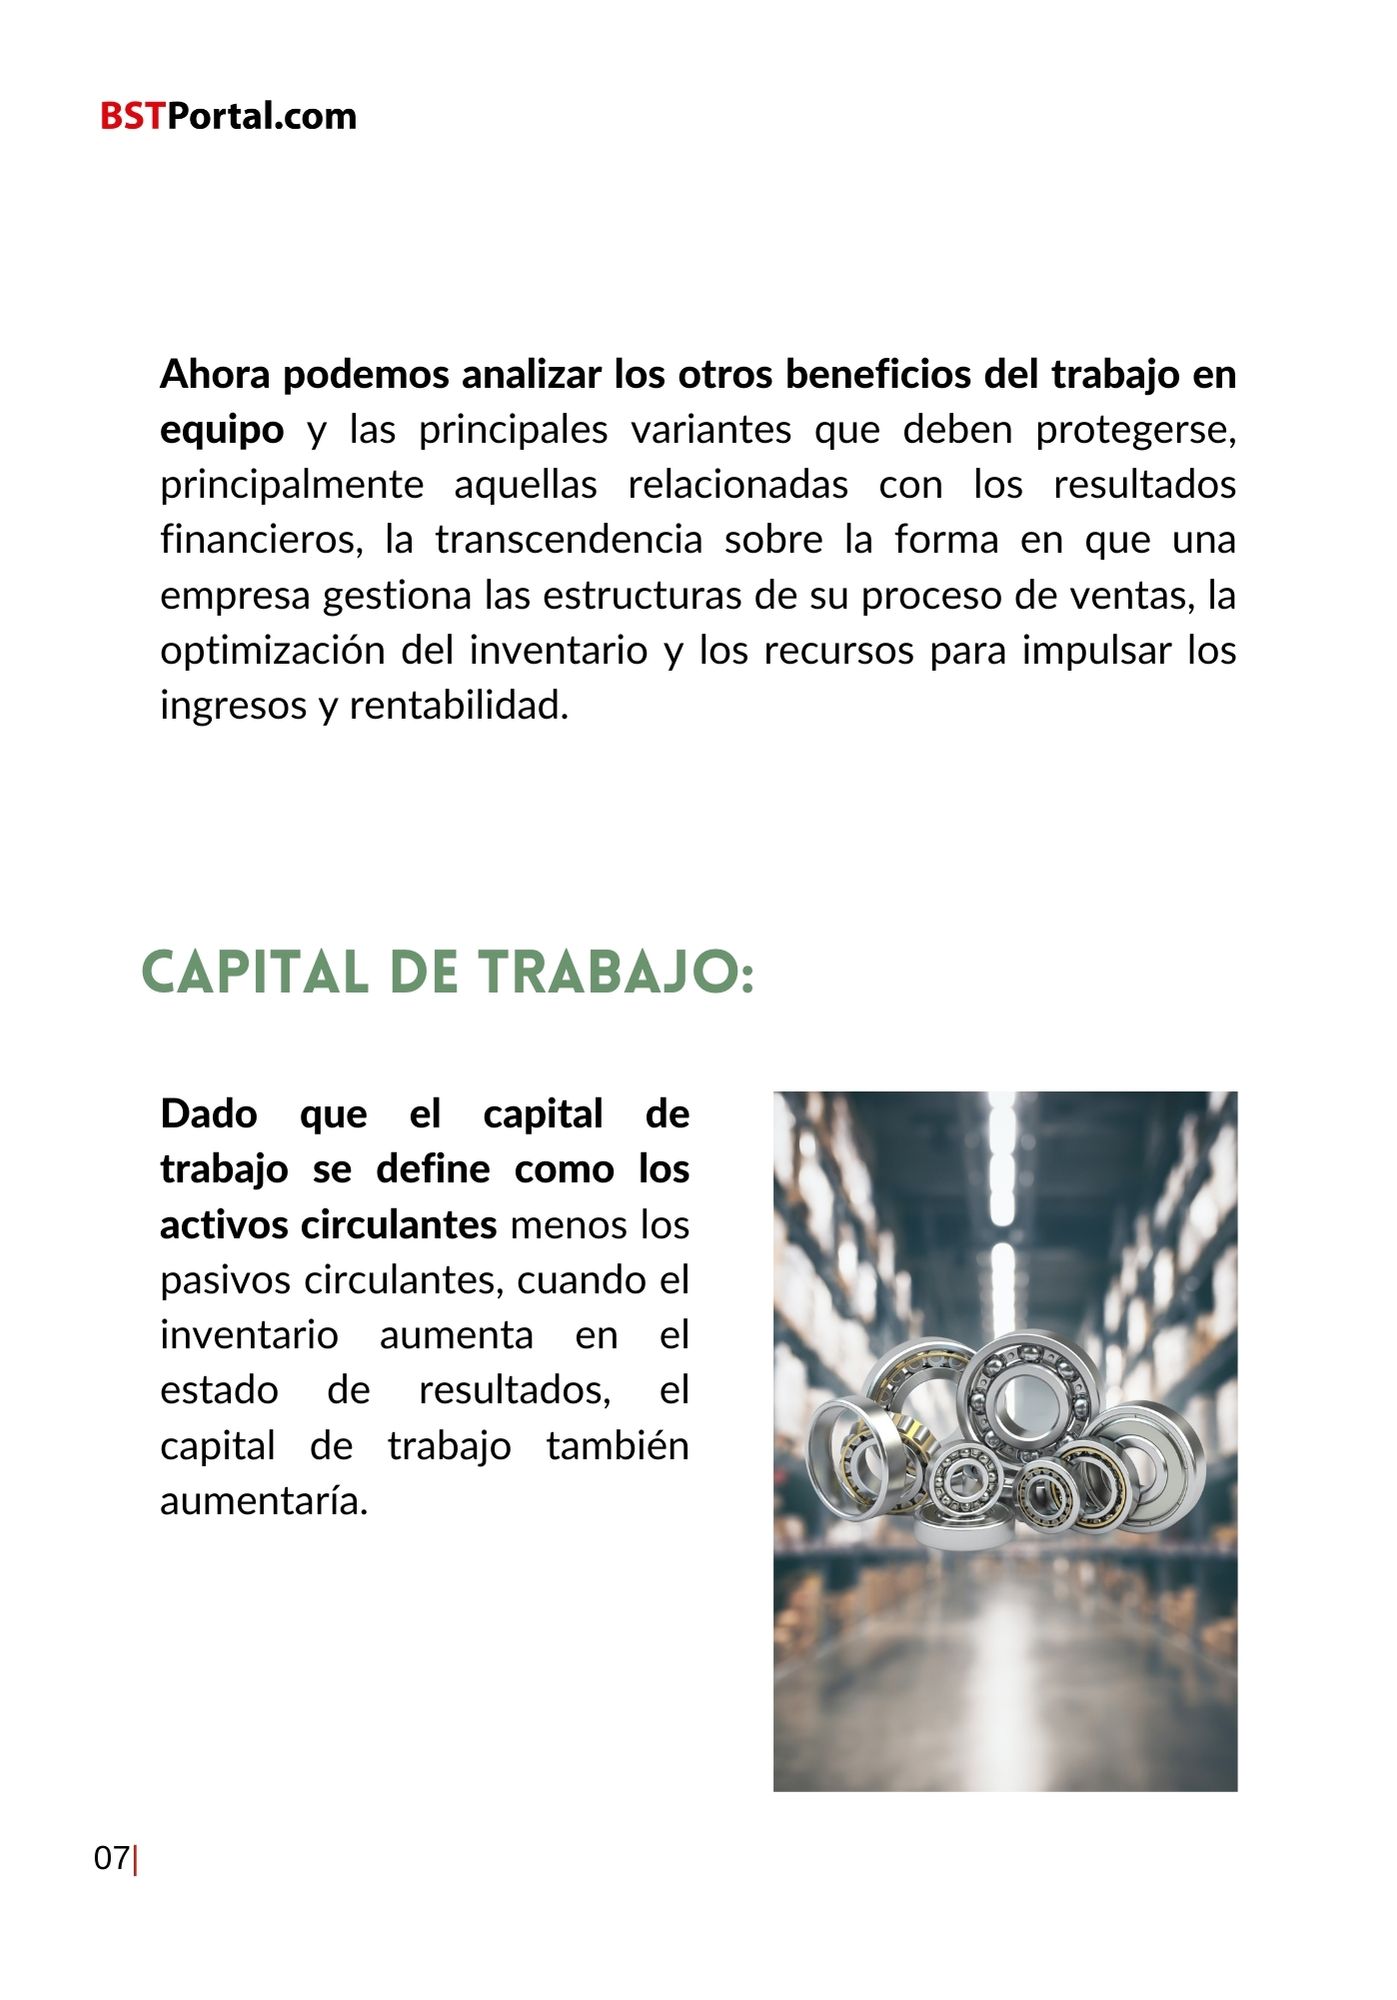 BSTPortal.com
Ahora podemos analizar los otros beneficios del trabajo en
equipo y las principales variantes que deben protegerse,
principalmente aquellas relacionadas con los resultados
financieros, la transcendencia sobre la forma en que una
empresa gestiona las estructuras de su proceso de ventas, la
optimización del inventario y los recursos para impulsar los
ingresos y rentabilidad.
CAPITAL DE TRABAJO:
Dado que el capital de
trabajo se define como los
activos circulantes menos los
pasivos circulantes, cuando el
inventario aumenta en el
estado de resultados, el
capital de trabajo también
aumentaría.
07|